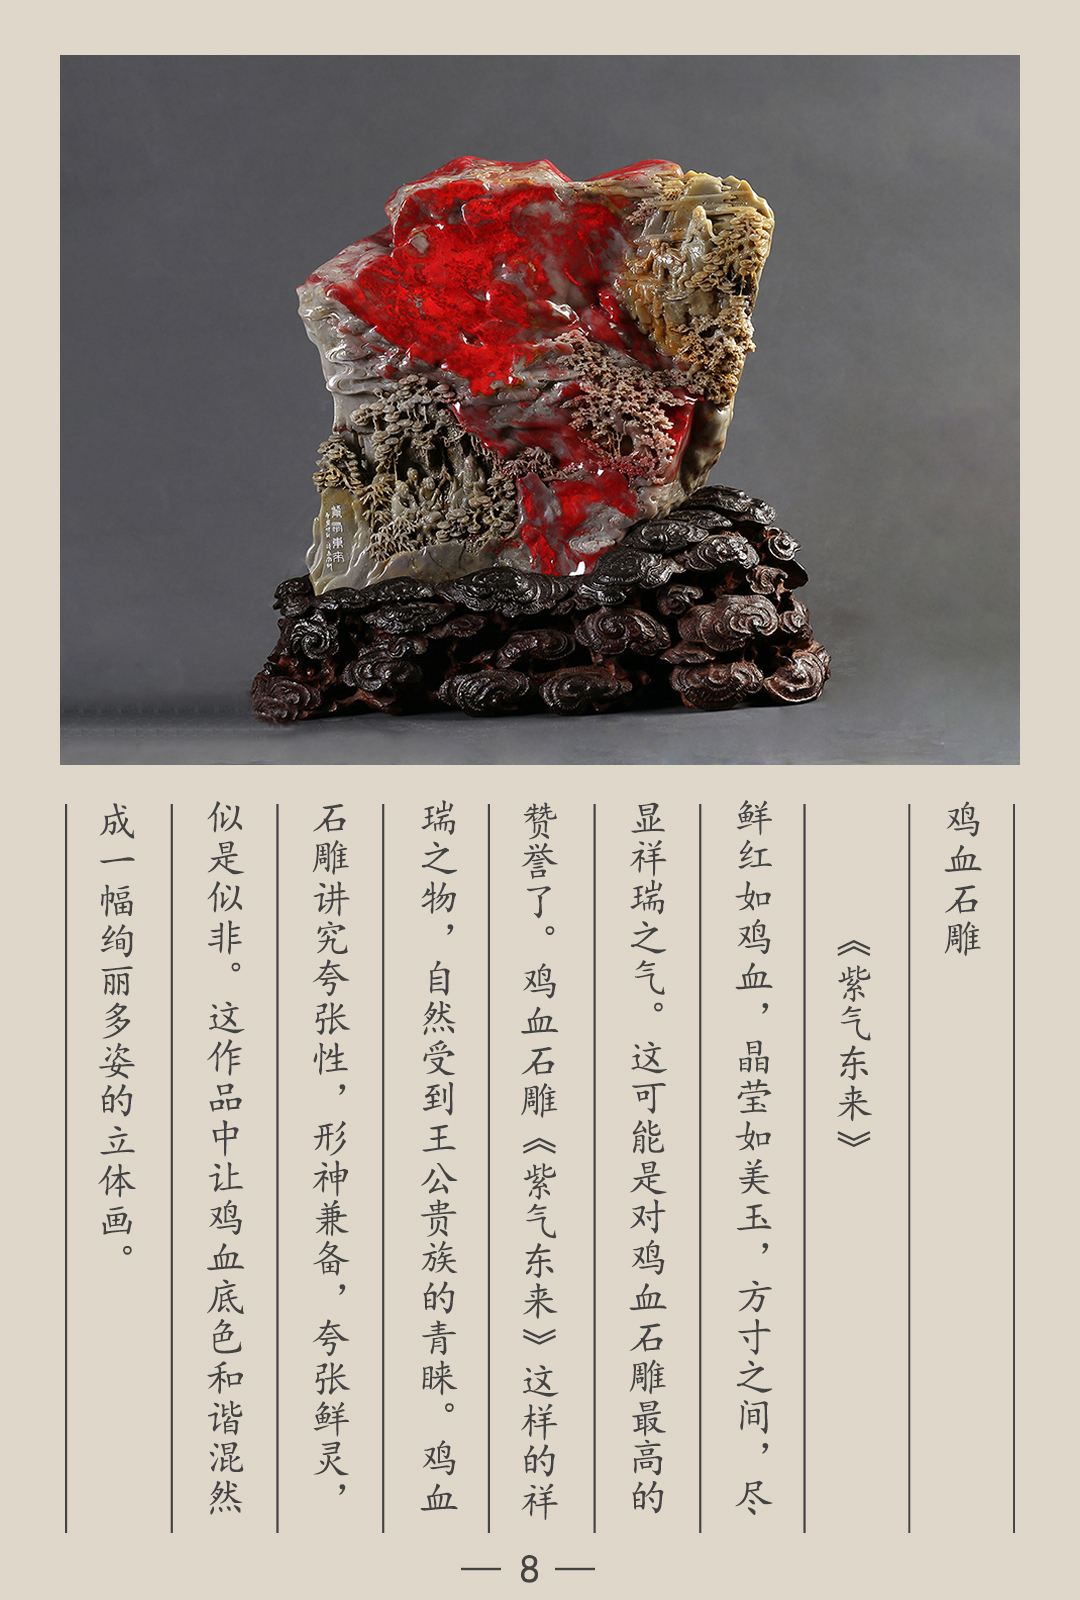 鸡血石雕
《紫气东来》
鲜红如鸡血，晶莹如美玉，方寸之间，尽
显祥瑞之气。这可能是对鸡血石雕最高的
赞誉了。鸡血石雕《紫气东来》这样的祥
瑞之物，自然受到王公贵族的青睐。鸡血
石雕讲究夸张性，形神兼备，夸张鲜灵，
似是似非。这作品中让鸡血底色和谐混然
成一幅绚丽多姿的立体画。
8